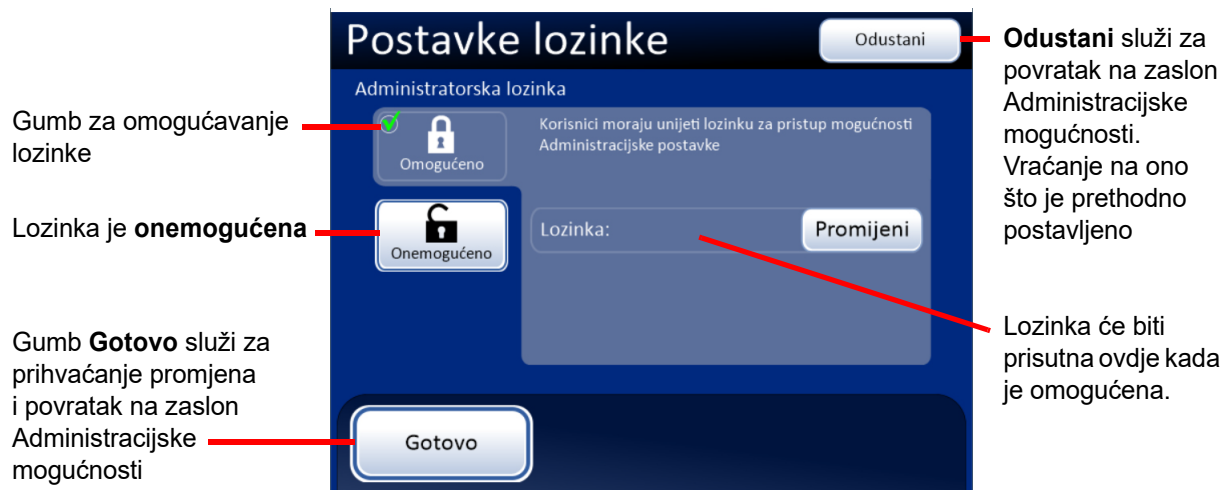 Postavke lozinke
Odustani
Administratorska lozinka
Omogućeno
Korisnici moraju unijeti lozinku za pristup mogućnosti
Administracijske postavke
Onemogućeno
Lozinka:
Promijeni
Gotovo
Gumb za omogućavanje
lozinke
Lozinka je onemogućena
Gumb Gotovo služi za
prihvaćanje promjena
i povratak na zaslon
Administracijske
mogućnosti
Odustani služi za
povratak na zaslon
Administracijske
mogućnosti.
Vraćanje na ono
što je prethodno
postavljeno
Lozinka će biti
prisutna ovdje kada
je omogućena.